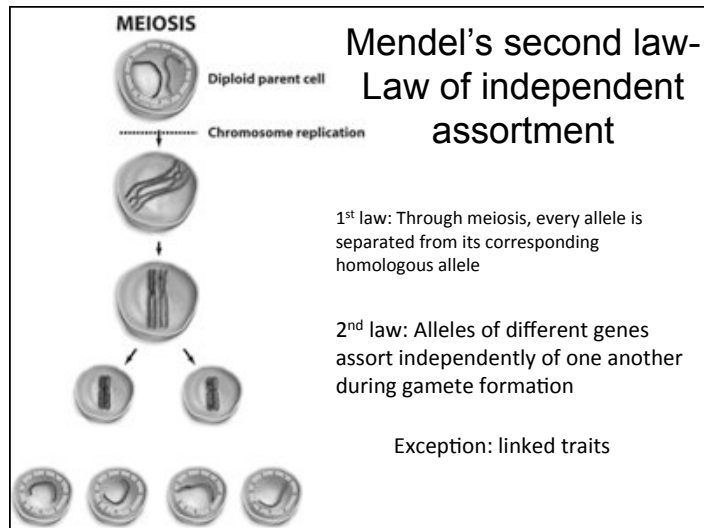 MEIOSIS
Diploid parent cell
Chromosome replication
Mendel’s second law-
Law of independent
assortment
1st law: Through meiosis, every allele is
separated from its corresponding
homologous allele
2nd law: Alleles of different genes
assort independently of one another
during gamete formation
Exception: linked traits